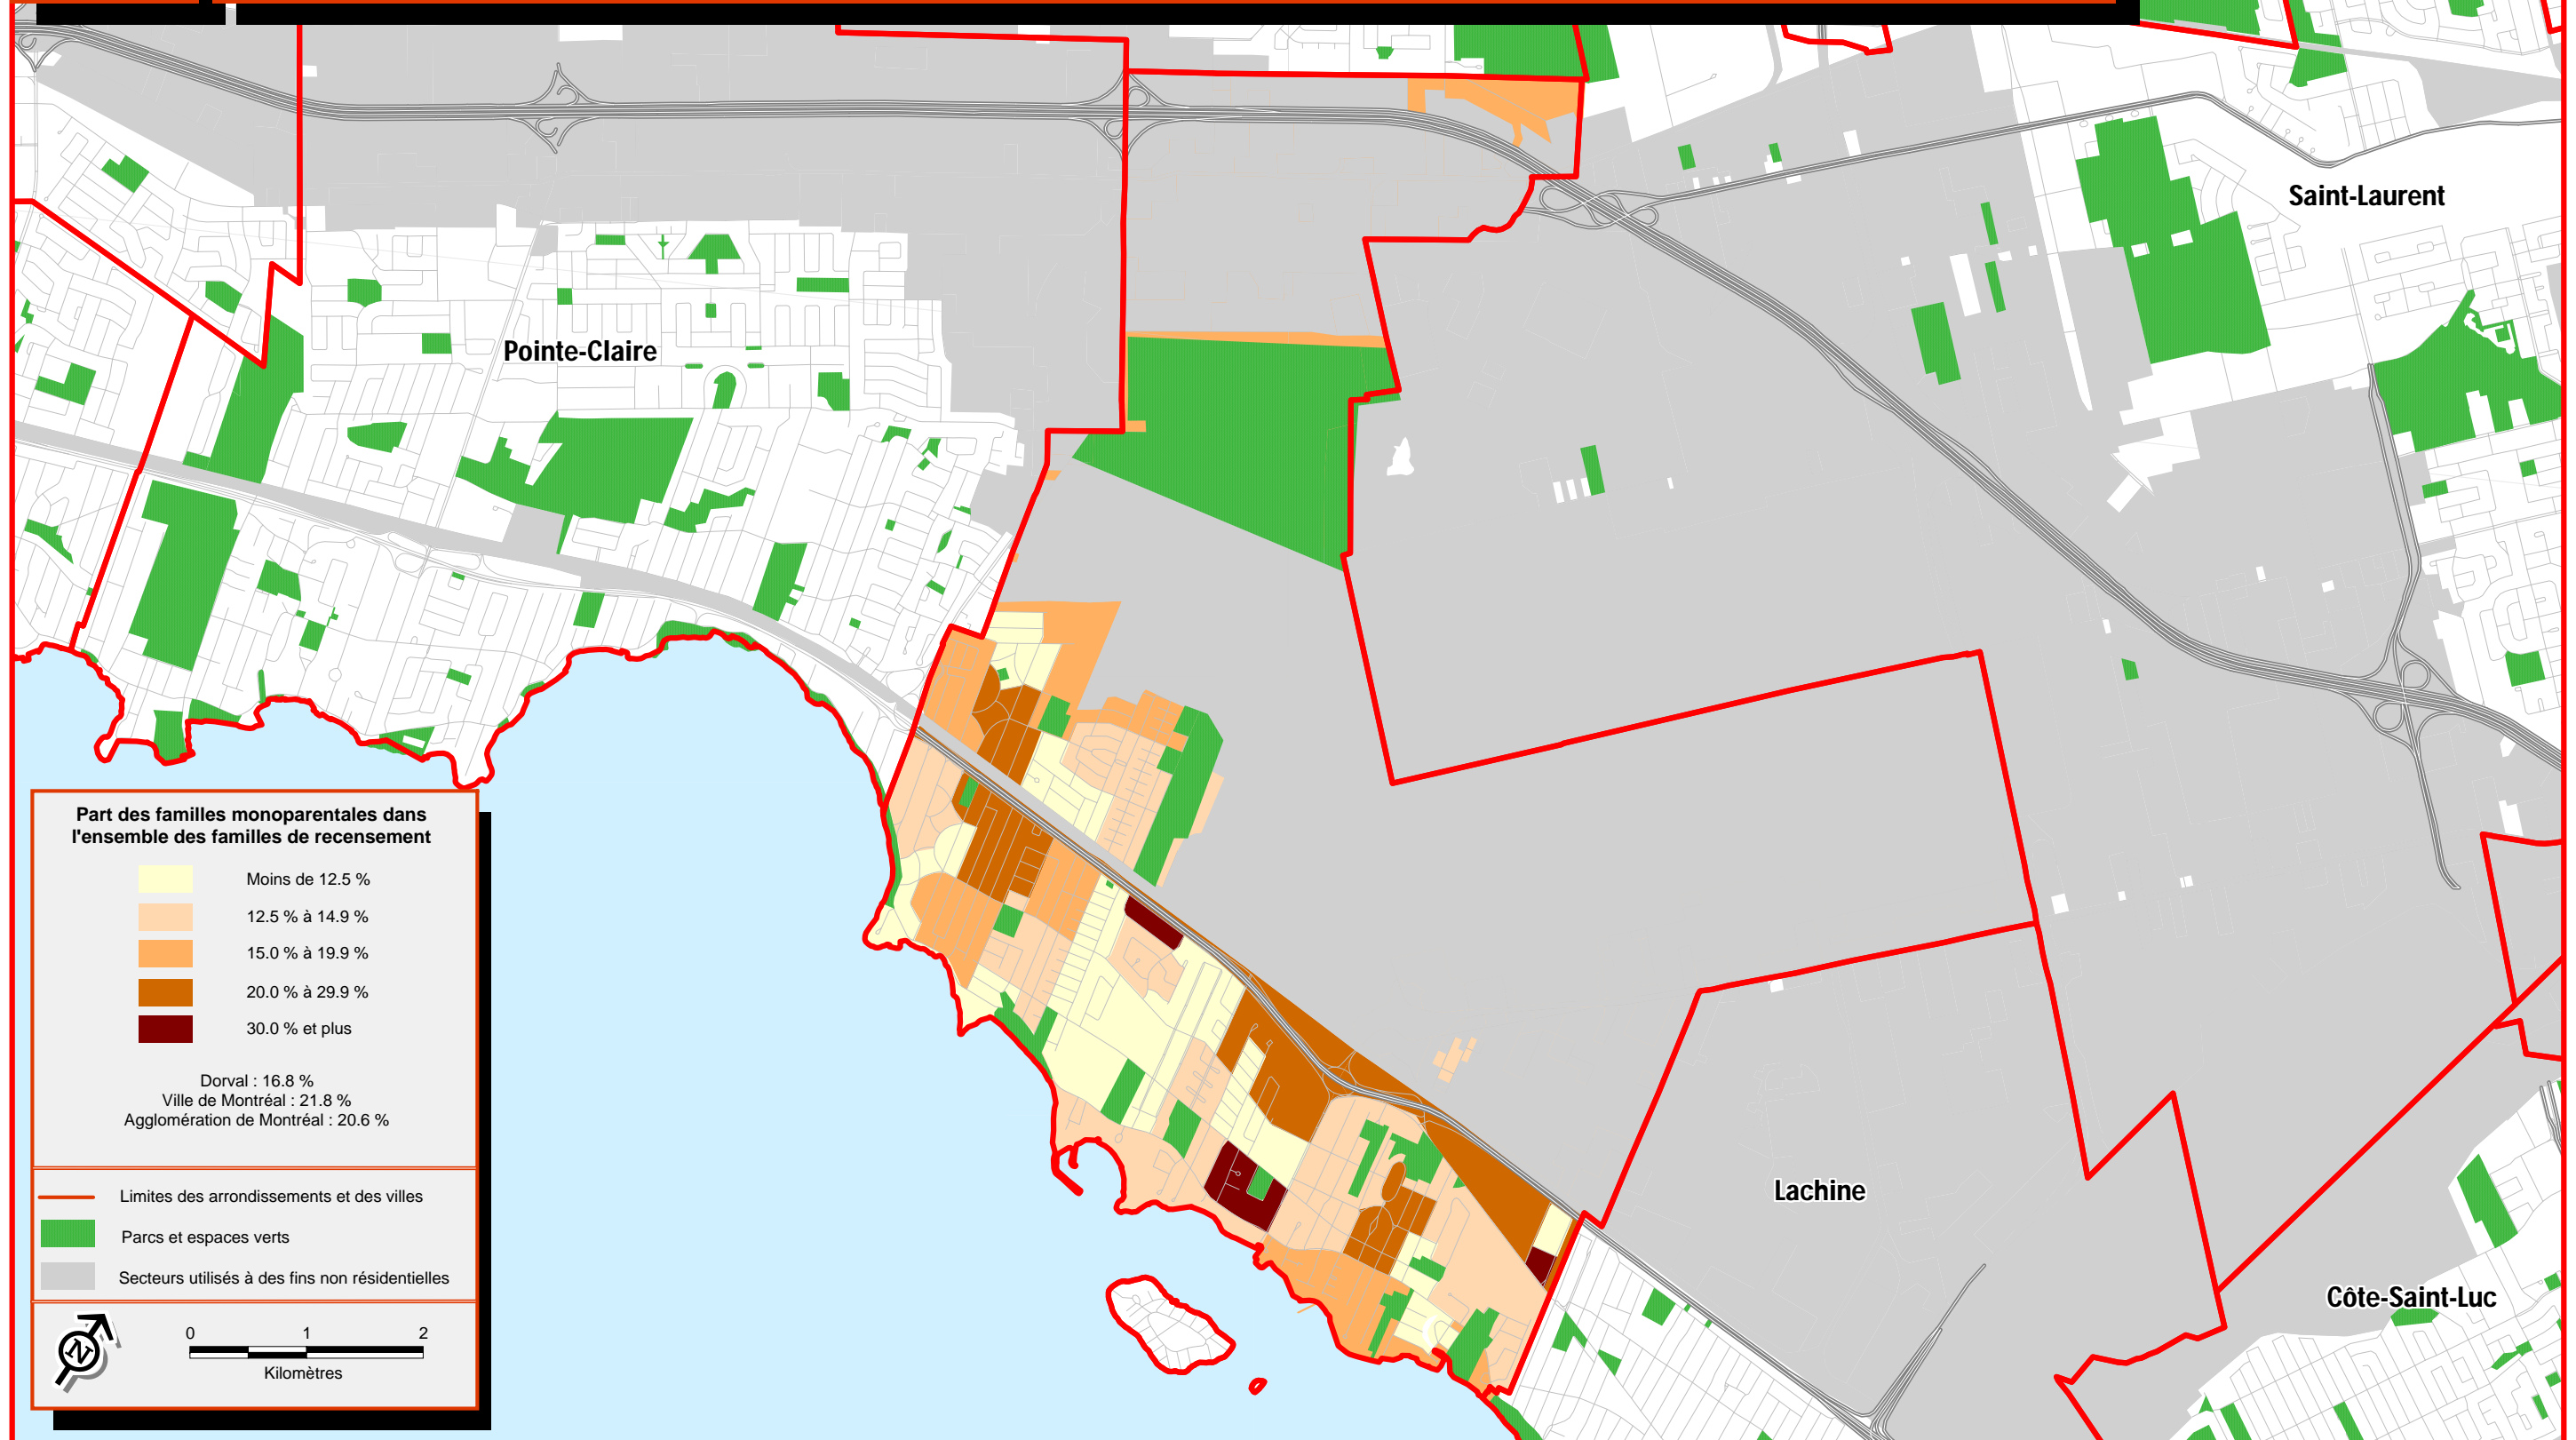 Saint-Laurent
Pointe-Claire
Part des familles monoparentales dans
l'ensemble des familles de recensement
Moins de 12.5 %
12.5 % à 14.9 %
15.0 % à 19.9 %
20.0 % à 29.9 %
30.0 % et plus
Dorval : 16.8 %
Ville de Montréal : 21.8 %
Agglomération de Montréal : 20.6 %
Limites des arrondissements et des villes
Parcs et espaces verts
Secteurs utilisés à des fins non résidentielles
N
0 1 2
Kilomètres
Lachine
Côte-Saint-Luc